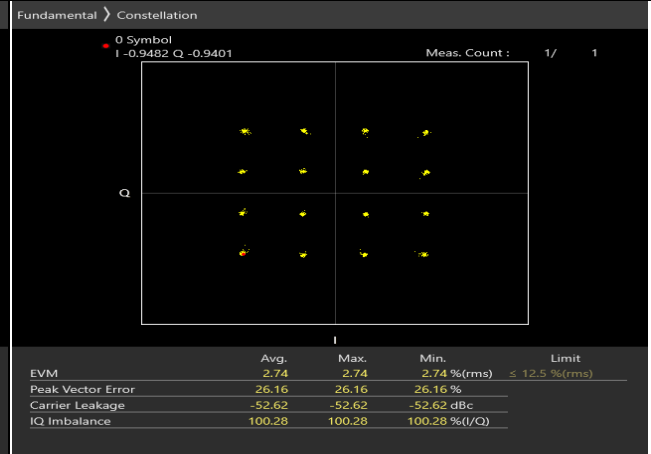 Fundamental ❯ Constellation
0 Symbol
I -0.9482 Q -0.9401
Meas. Count : 1/ 1
Q
I
Avg. Max. Min. Limit
EVM 2.74 2.74 2.74 %(rms) ≤ 12.5 %(rms)
Peak Vector Error 26.16 26.16 26.16 %
Carrier Leakage -52.62 -52.62 -52.62 dBc
IQ Imbalance 100.28 100.28 100.28 %(I/Q)